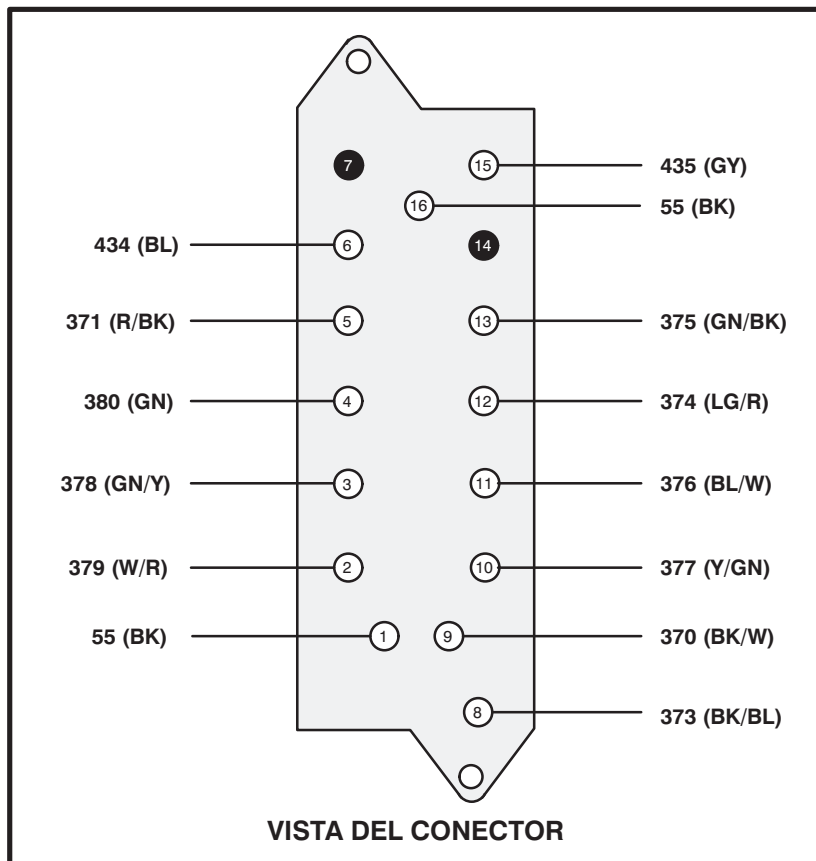 7
15
435 (GY)
16
55 (BK)
434 (BL)
6
14
371 (R/BK)
5
13
375 (GN/BK)
380 (GN)
4
12
374 (LG/R)
378 (GN/Y)
3
11
376 (BL/W)
379 (W/R)
2
10
377 (Y/GN)
55 (BK)
1
9
370 (BK/W)
8
373 (BK/BL)
VISTA DEL CONECTOR